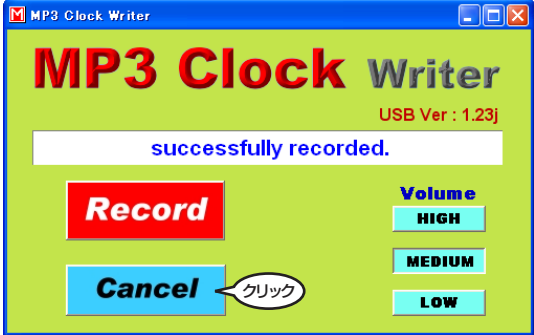 MP3 Clock Writer
MP3 Clock Writer
USB Ver : 1.23j
successfully recorded.
Record
Volume
HIGH
MEDIUM
Cancel
クリック
LOW